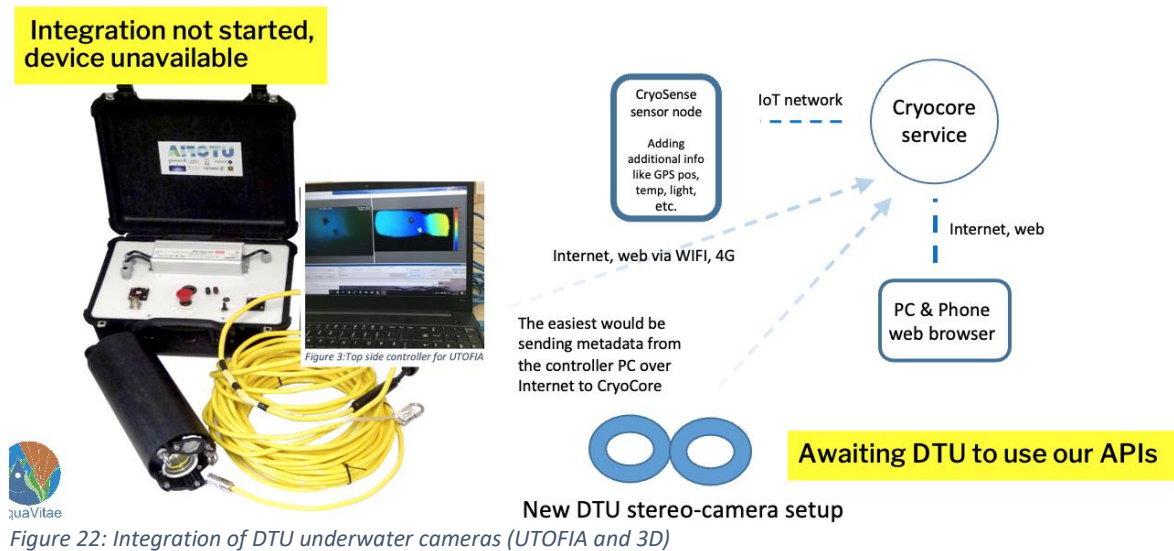 Integration not started,
device unavailable
UTOFIA
CryoSense
sensor node
Adding
additional info
like GPS pos,
temp, light,
etc.
IoT network
Cryocore
service
Internet, web via WIFI, 4G
Internet, web
The easiest would be
sending metadata from
the controller PC over
Internet to CryoCore
PC & Phone
web browser
Figure 3:Top side controller for UTOFIA
Awaiting DTU to use our APIs
New DTU stereo-camera setup
quaVitae
Figure 22: Integration of DTU underwater cameras (UTOFIA and 3D)